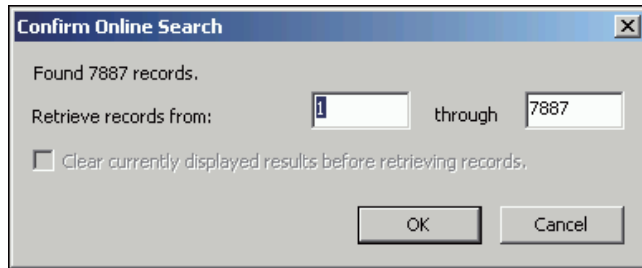 Confirm Online Search
Found 7887 records.
Retrieve records from: 1 through 7887
Clear currently displayed results before retrieving records.
OK Cancel